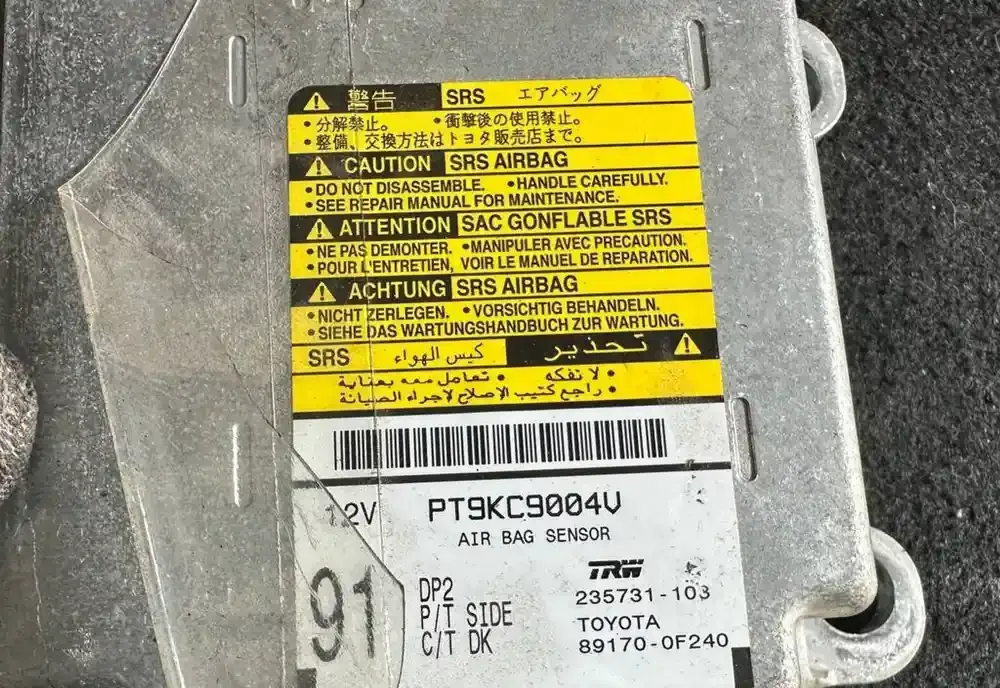 警告 SRS エアバッグ
・分解禁止。 ・衝撃後の使用禁止。
・整備、交換方法はトヨタ販売店まで。
CAUTION SRS AIRBAG
•DO NOT DISASSEMBLE. •HANDLE CAREFULLY.
•SEE REPAIR MANUAL FOR MAINTENANCE.
ATTENTION SAC GONFLABLE SRS
•NE PAS DEMONTER. •MANIPULER AVEC PRECAUTION.
•POUR L'ENTRETIEN, VOIR LE MANUEL DE REPARATION.
ACHTUNG SRS AIRBAG
•NICHT ZERLEGEN. •VORSICHTIG BEHANDELN.
•SIEHE DAS WARTUNGSHANDBUCH ZUR WARTUNG.
تحذير كيس الهواء SRS
• لا تفكه • تعامل معه بعناية
• راجع كتيب الاصلاح لاجراء الصيانة
12V PT9KC9004V
AIR BAG SENSOR
TRW
91 DP2 235731-103
P/T SIDE TOYOTA
C/T DK 89170-0F240